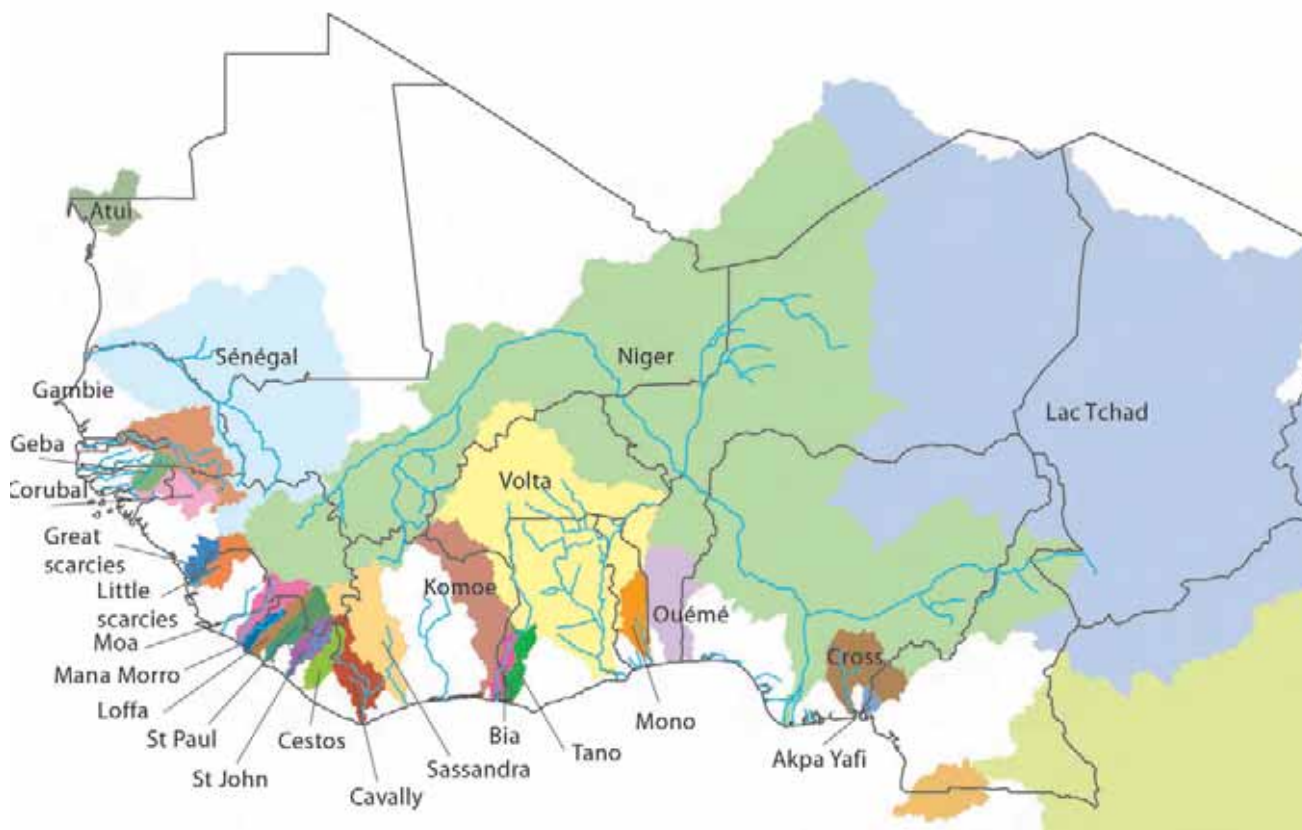 Atui
Sénégal
Niger
Gambie
Lac Tchad
Geba
Volta
Corubal
Great
scarcies
Komoe
Little
scarcies
Ouémé
Moa
Cross
Mana Morro
Loffa
Mono
St Paul
Cestos
Bia
Tano
Akpa Yafi
St John
Sassandra
Cavally